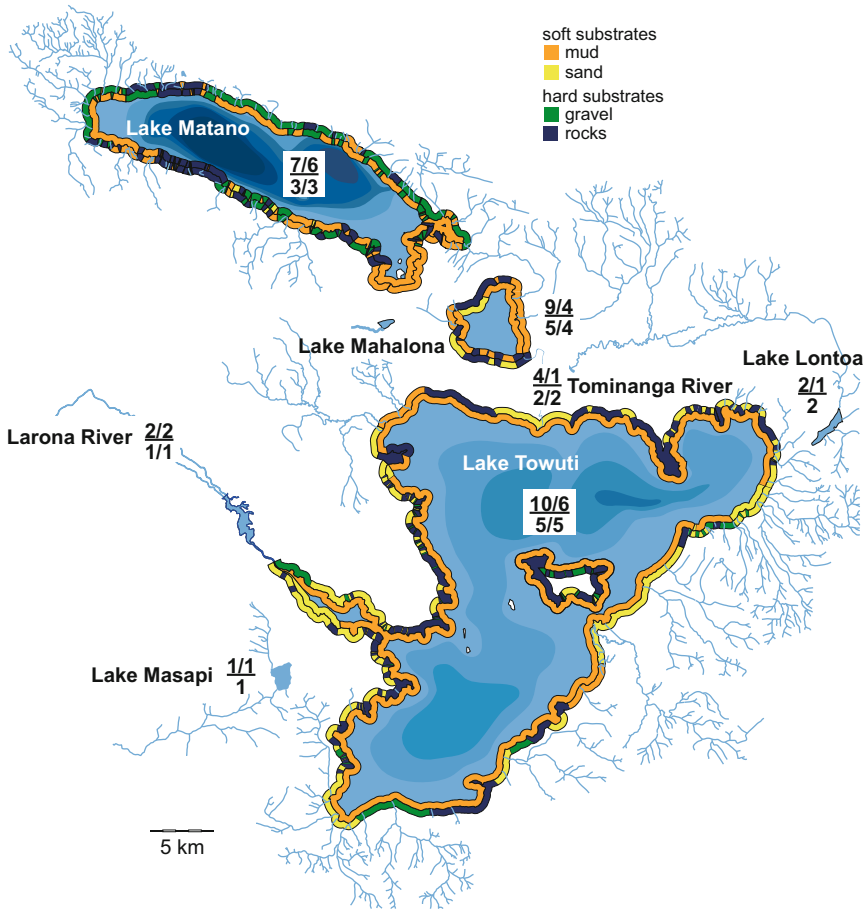 soft substrates
mud
sand
hard substrates
gravel
rocks
Lake Matano
7/6
3/3
9/4
5/4
Lake Mahalona
Lake Lontoa
2/1
2
4/1
2/2
Tominanga River
Larona River
2/2
1/1
Lake Towuti
10/6
5/5
Lake Masapi
1/1
1
5 km